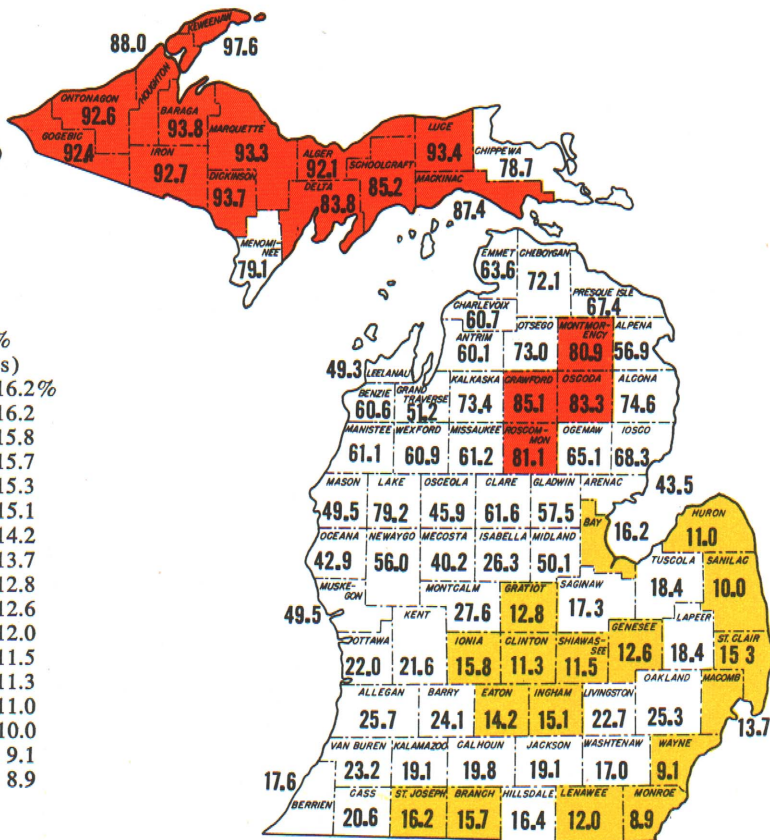 KEWEENAW
88.0
97.6
HOUGHTON
ONTONAGON
92.6
BARAGA
93.8
GOGEBIC
92.4
IRON
92.7
MARQUETTE
93.3
DICKINSON
93.7
ALGER
92.1
DELTA
83.8
SCHOOLCRAFT
85.2
LUCE
93.4
CHIPPEWA
78.7
MACKINAC
87.4
MENOMI-
NEE
79.1
)
%
s)
16.2%
16.2
15.8
15.7
15.3
15.1
14.2
13.7
12.8
12.6
12.0
11.5
11.3
11.0
10.0
9.1
8.9
EMMET
63.6
CHEBOYGAN
72.1
PRESQUE ISLE
67.4
CHARLEVOIX
60.7
ANTRIM
60.1
OTSEGO
73.0
MONTMOR-
ENCY
80.9
ALPENA
56.9
49.3
LEELANAU
BENZIE
60.6
GRAND
TRAVERSE
51.2
KALKASKA
73.4
CRAWFORD
85.1
OSCODA
83.3
ALCONA
74.6
MANISTEE
61.1
WEXFORD
60.9
MISSAUKEE
61.2
ROSCOM-
MON
81.1
OGEMAW
65.1
IOSCO
68.3
MASON
49.5
LAKE
79.2
OSCEOLA
45.9
CLARE
61.6
GLADWIN
57.5
ARENAC
43.5
OCEANA
42.9
NEWAYGO
56.0
MECOSTA
40.2
ISABELLA
26.3
MIDLAND
50.1
BAY
16.2
HURON
11.0
MUSKE-
GON
49.5
MONTCALM
27.6
GRATIOT
12.8
SAGINAW
17.3
TUSCOLA
18.4
SANILAC
10.0
KENT
21.6
OTTAWA
22.0
IONIA
15.8
CLINTON
11.3
SHIAWAS-
SEE
11.5
GENESEE
12.6
LAPEER
18.4
ST. CLAIR
15 3
ALLEGAN
25.7
BARRY
24.1
EATON
14.2
INGHAM
15.1
LIVINGSTON
22.7
OAKLAND
25.3
MACOMB
13.7
VAN BUREN
23.2
KALAMAZOO
19.1
CALHOUN
19.8
JACKSON
19.1
WASHTENAW
17.0
WAYNE
9.1
17.6
BERRIEN
CASS
20.6
ST. JOSEPH
16.2
BRANCH
15.7
HILLSDALE
16.4
LENAWEE
12.0
MONROE
8.9